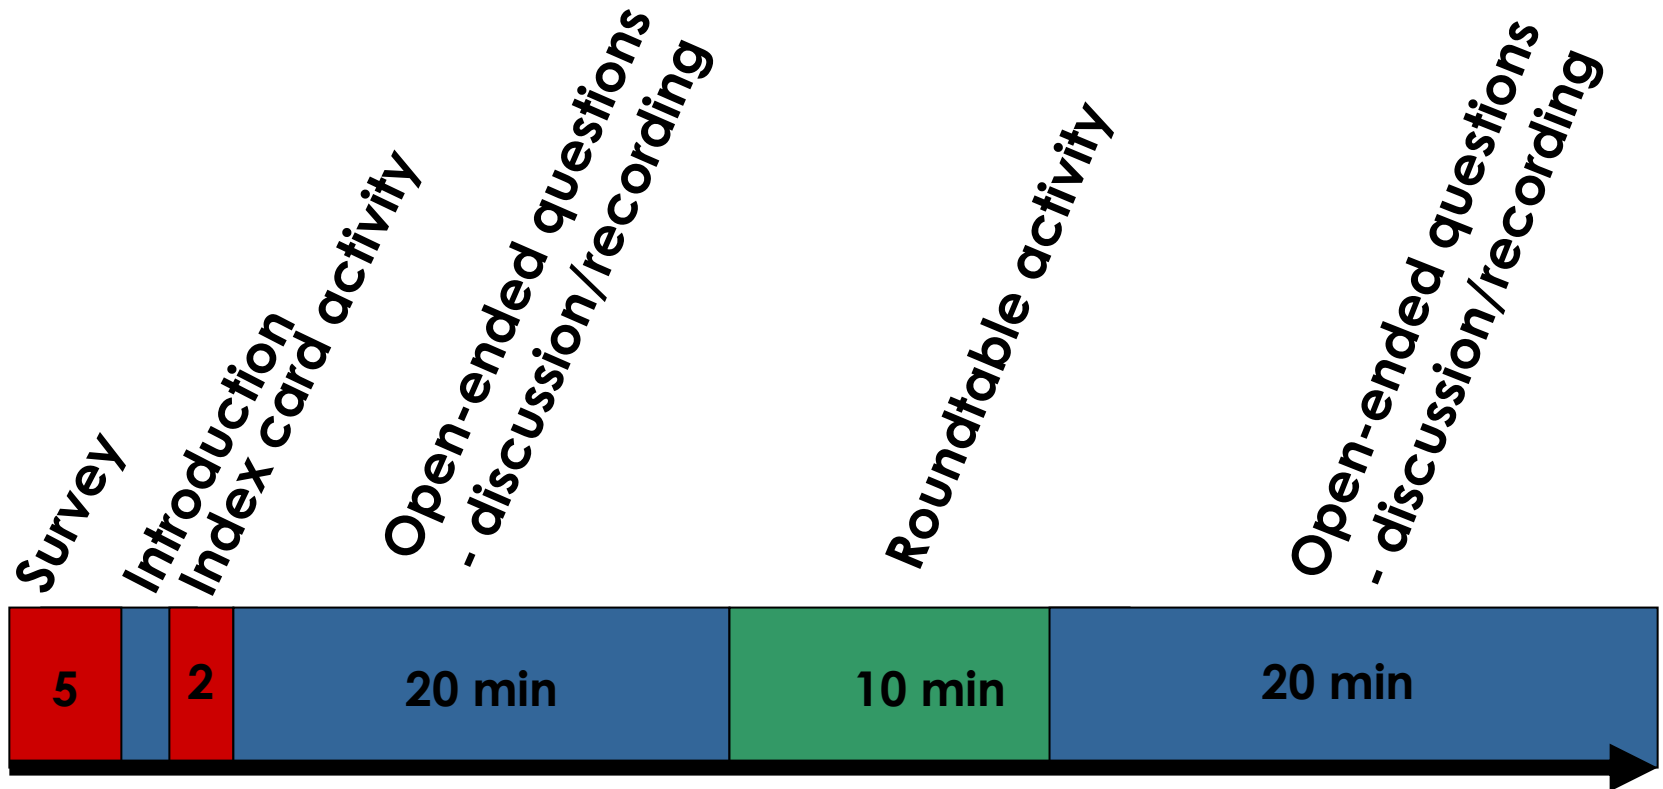 Survey
Introduction
Index card activity
Open-ended questions
- discussion/recording
Roundtable activity
Open-ended questions
- discussion/recording
5
2
20 min
10 min
20 min